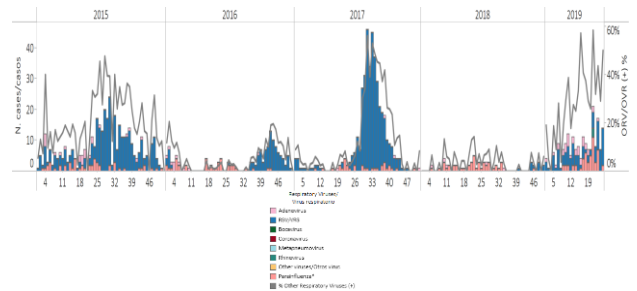 2015 2016 2017 2018 2019
N. cases/casos
40
30
20
10
0
60%
40%
20%
0%
ORV/OVR (+) %
4 11 18 25 32 39 46 4 11 18 25 32 39 46 5 12 19 26 33 40 47 4 11 18 25 32 39 46 5 12 19
Respiratory Viruses/
Virus respiratorio
Adenovirus
RSV/VRS
Bocavirus
Coronavirus
Metapneumovirus
Rhinovirus
Other viruses/Otros virus
Parainfluenza*
% Other Respiratory Viruses (+)